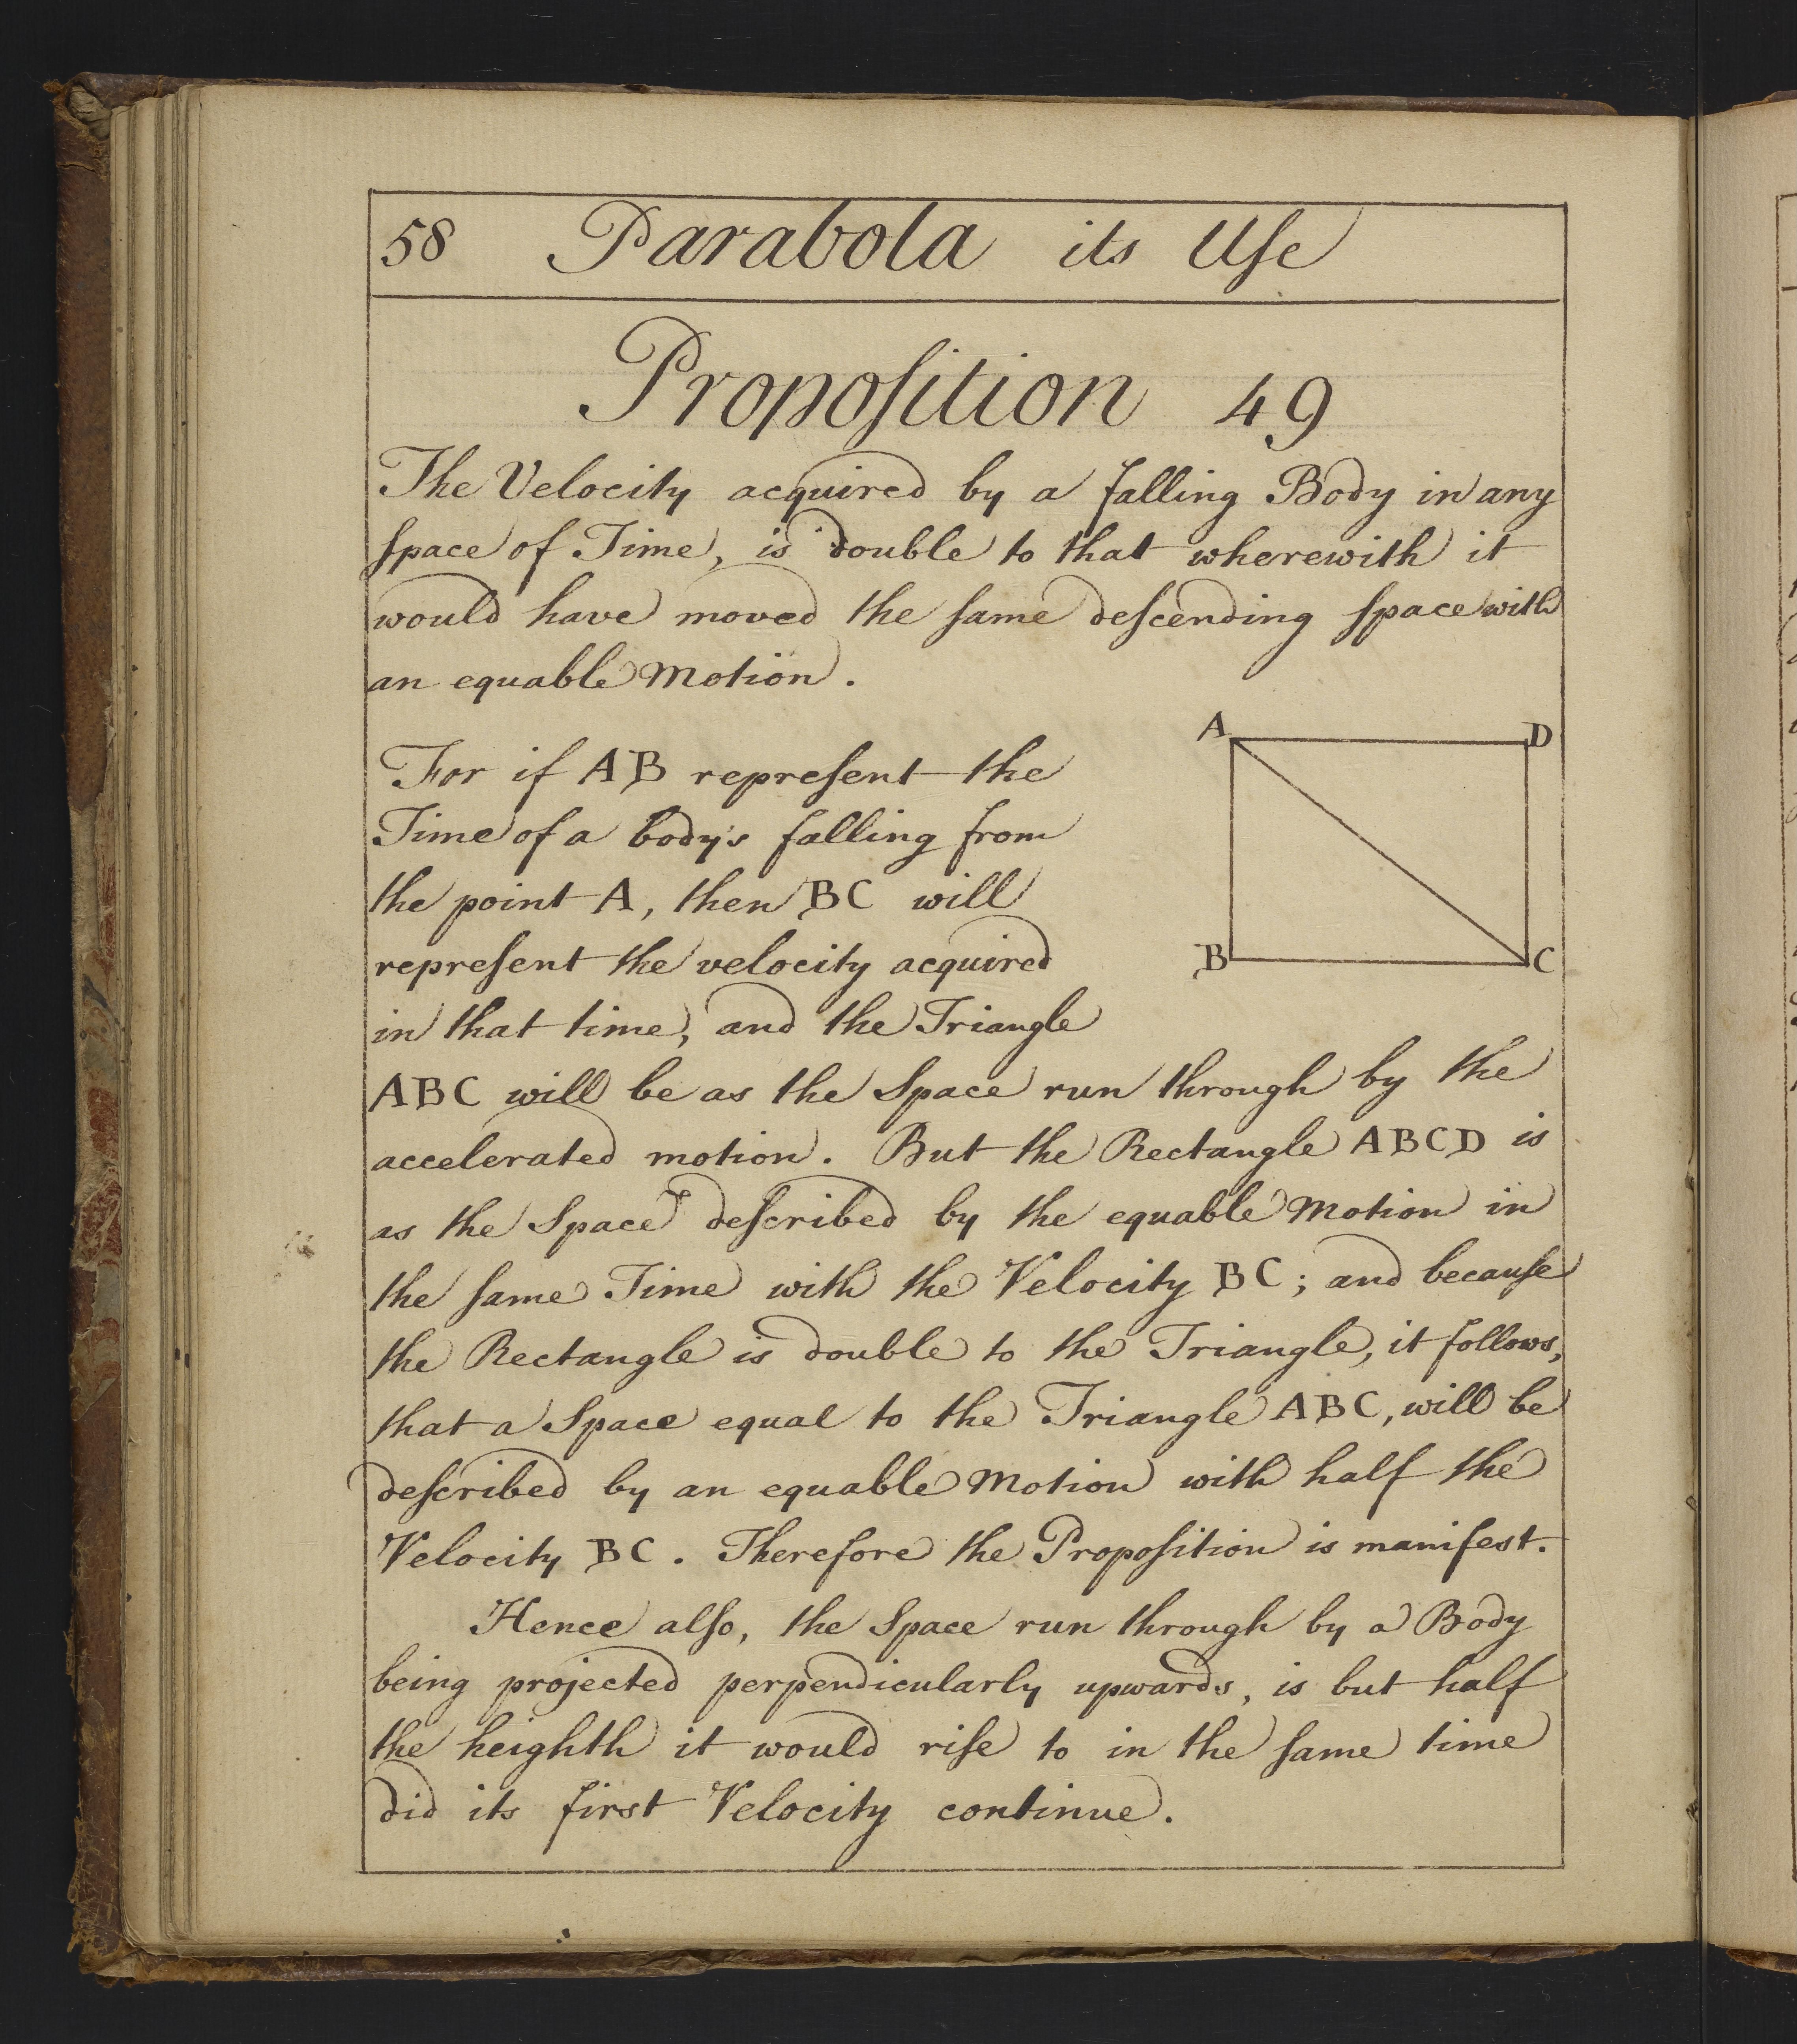 58 Parabola its Uſe
Propoſition 49
The Velocity acquired by a falling Body in any
ſpace of Time, is double to that wherewith it
would have moved the ſame deſcending ſpace with
an equable Motion.
A D
B C
For if AB repreſent the
Time of a body's falling from
the point A, then BC will
repreſent the velocity acquired
in that time, and the Triangle
ABC will be as the Space run through by the
accelerated motion. But the Rectangle ABCD is
as the Space deſcribed by the equable Motion in
the ſame Time with the Velocity BC; and becauſe
the Rectangle is double to the Triangle, it follows,
that a Space equal to the Triangle ABC, will be
deſcribed by an equable Motion with half the
Velocity BC. Therefore the Propoſition is manifest.
Hence alſo, the Space run through by a Body
being projected perpendicularly upwards, is but half
the heighth it would riſe to in the ſame time
did its first Velocity continue.